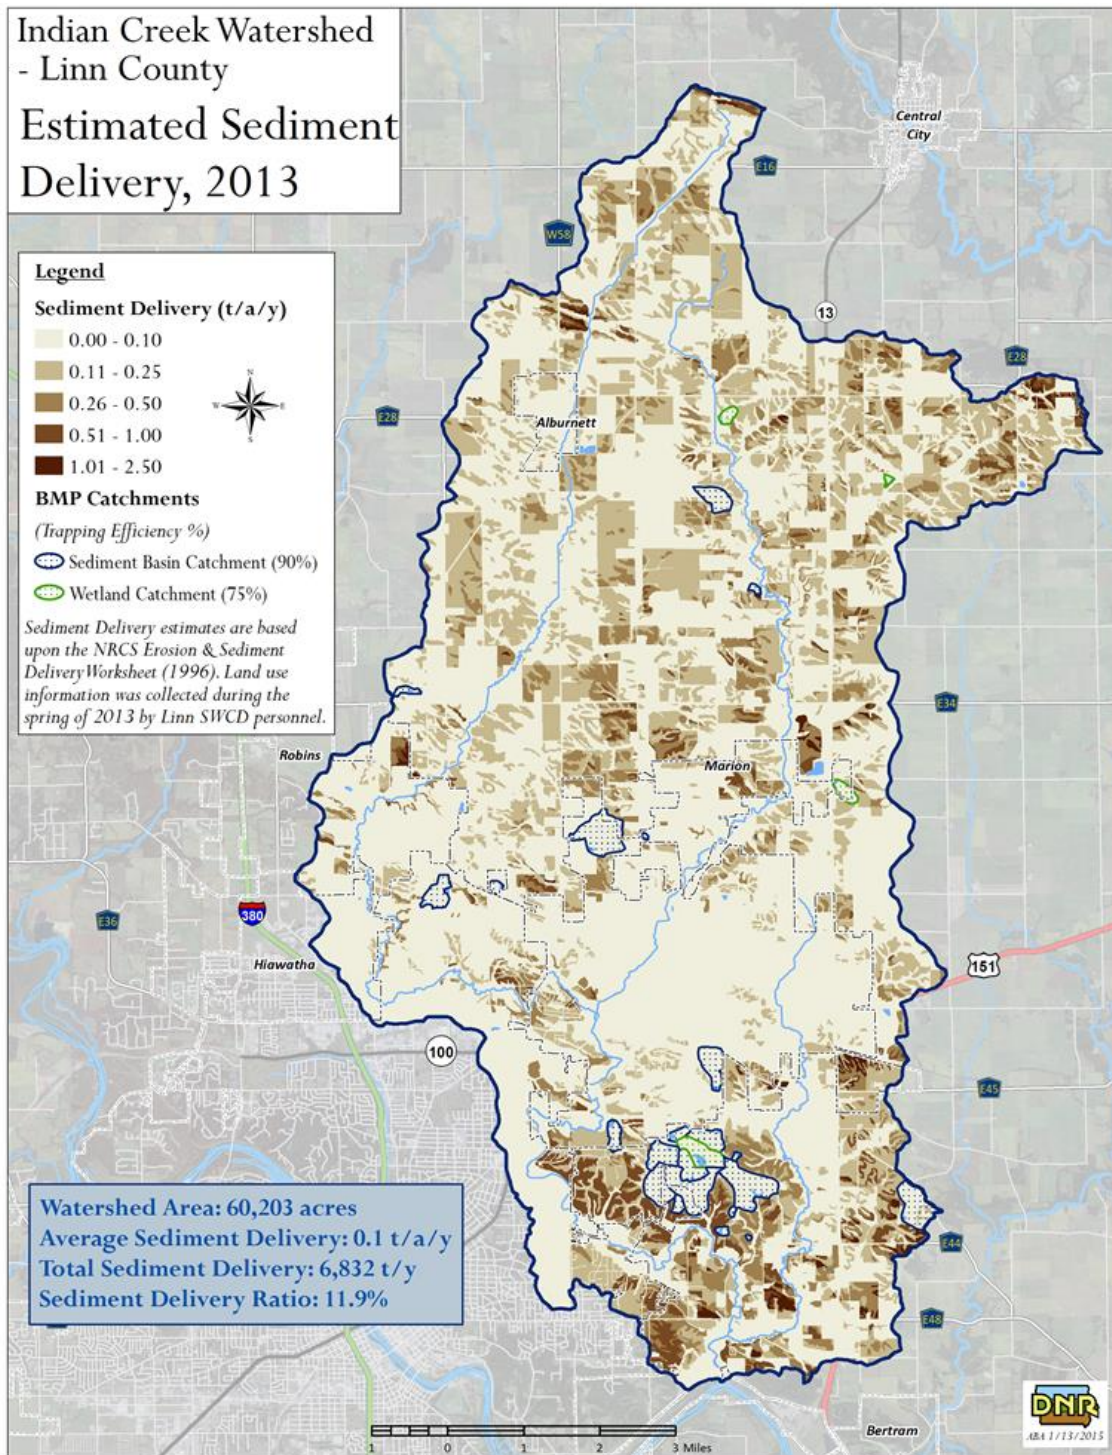 Indian Creek Watershed
- Linn County
Estimated Sediment
Delivery, 2013
Central
City
E16
W58
Legend
Sediment Delivery (t/a/y)
0.00 - 0.10
0.11 - 0.25
0.26 - 0.50
0.51 - 1.00
1.01 - 2.50
N
W
E
S
BMP Catchments
(Trapping Efficiency %)
Sediment Basin Catchment (90%)
Wetland Catchment (75%)
Sediment Delivery estimates are based
upon the NRCS Erosion & Sediment
Delivery Worksheet (1996). Land use
information was collected during the
spring of 2013 by Linn SWCD personnel.
13
E28
E28
Alburnett
E34
Robins
Marion
380
E36
Hiawatha
151
100
E45
Watershed Area: 60,203 acres
Average Sediment Delivery: 0.1 t/a/y
Total Sediment Delivery: 6,832 t/y
Sediment Delivery Ratio: 11.9%
E44
E48
1 0 1 2 3 Miles
Bertram
DNR
ABA 1/13/2015